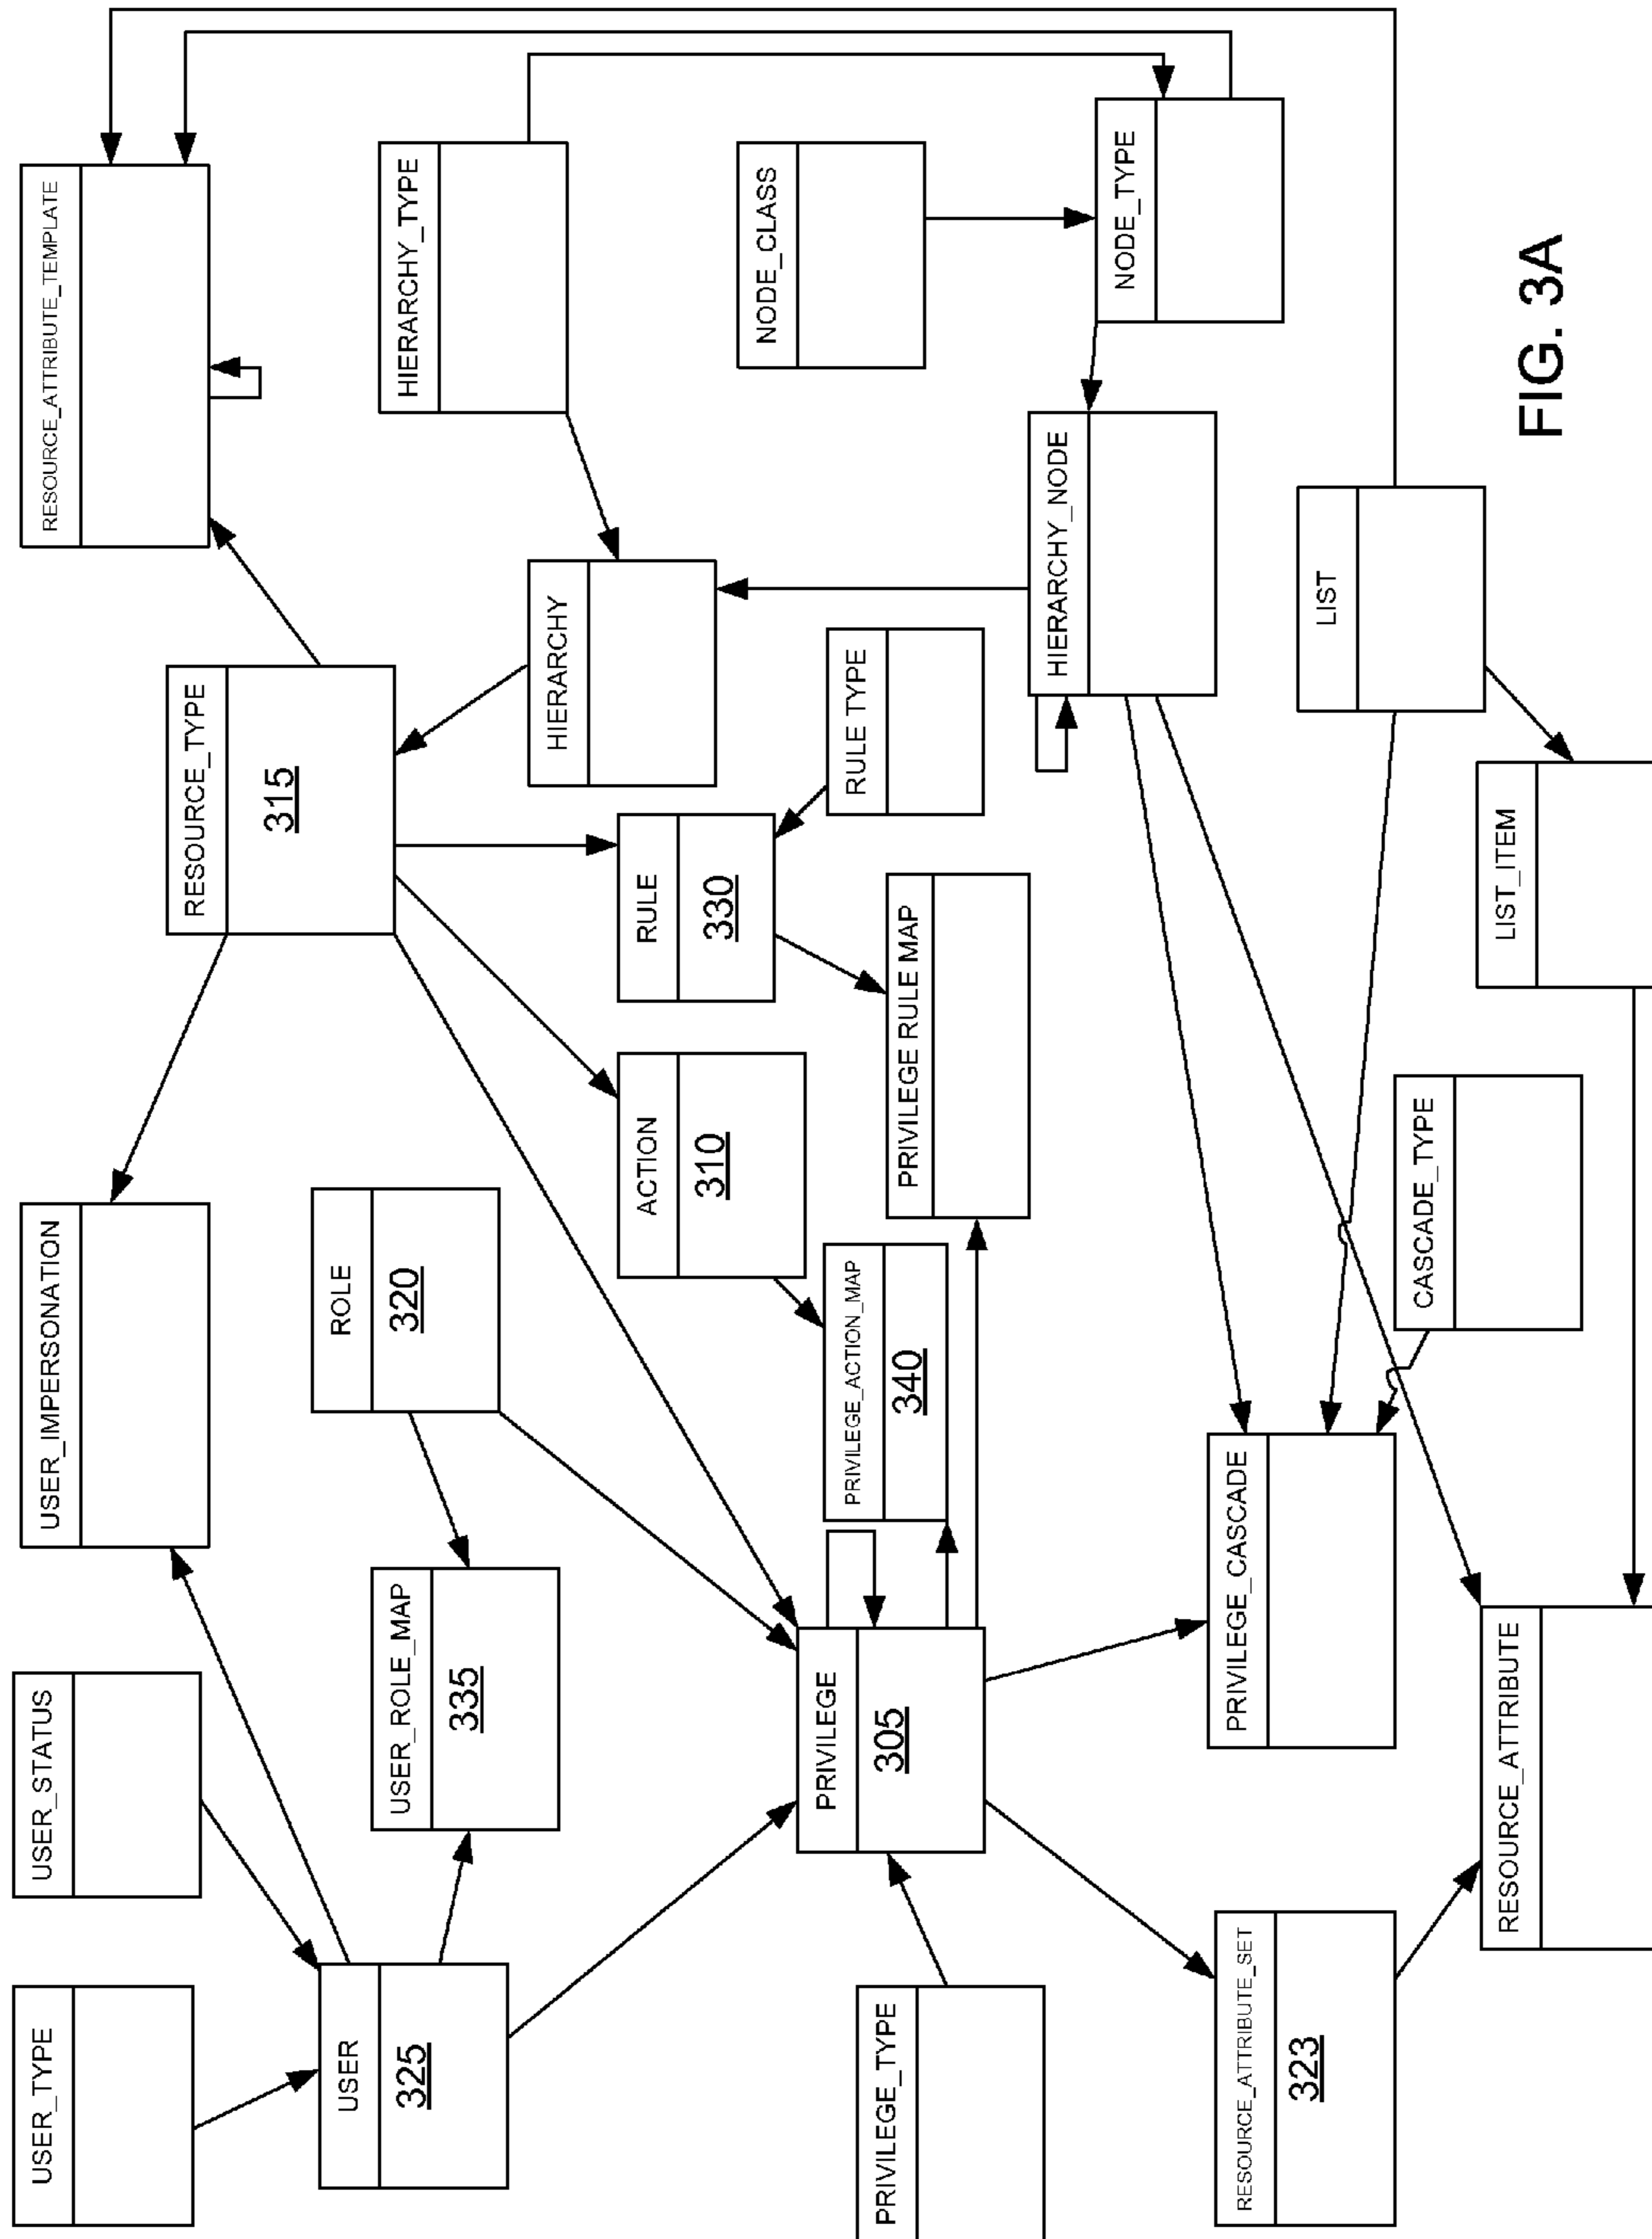 USER_TYPE
USER_STATUS
USER_IMPERSONATION
RESOURCE_TYPE
315
RESOURCE_ATTRIBUTE_TEMPLATE
USER
325
USER_ROLE_MAP
335
ROLE
320
HIERARCHY_TYPE
HIERARCHY
ACTION
310
RULE
330
NODE_CLASS
PRIVILEGE
305
PRIVILEGE_ACTION_MAP
340
RULE TYPE
PRIVILEGE RULE MAP
PRIVILEGE_TYPE
HIERARCHY_NODE
NODE_TYPE
RESOURCE_ATTRIBUTE_SET
323
PRIVILEGE_CASCADE
CASCADE_TYPE
LIST
RESOURCE_ATTRIBUTE
LIST_ITEM
FIG. 3A